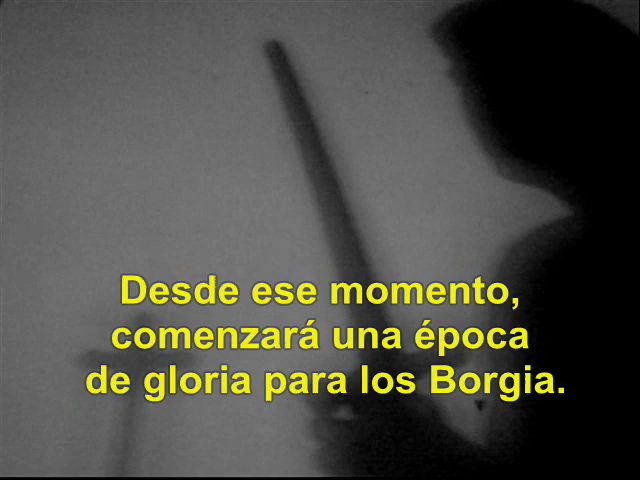 Desde ese momento,
comenzará una época
de gloria para los Borgia.